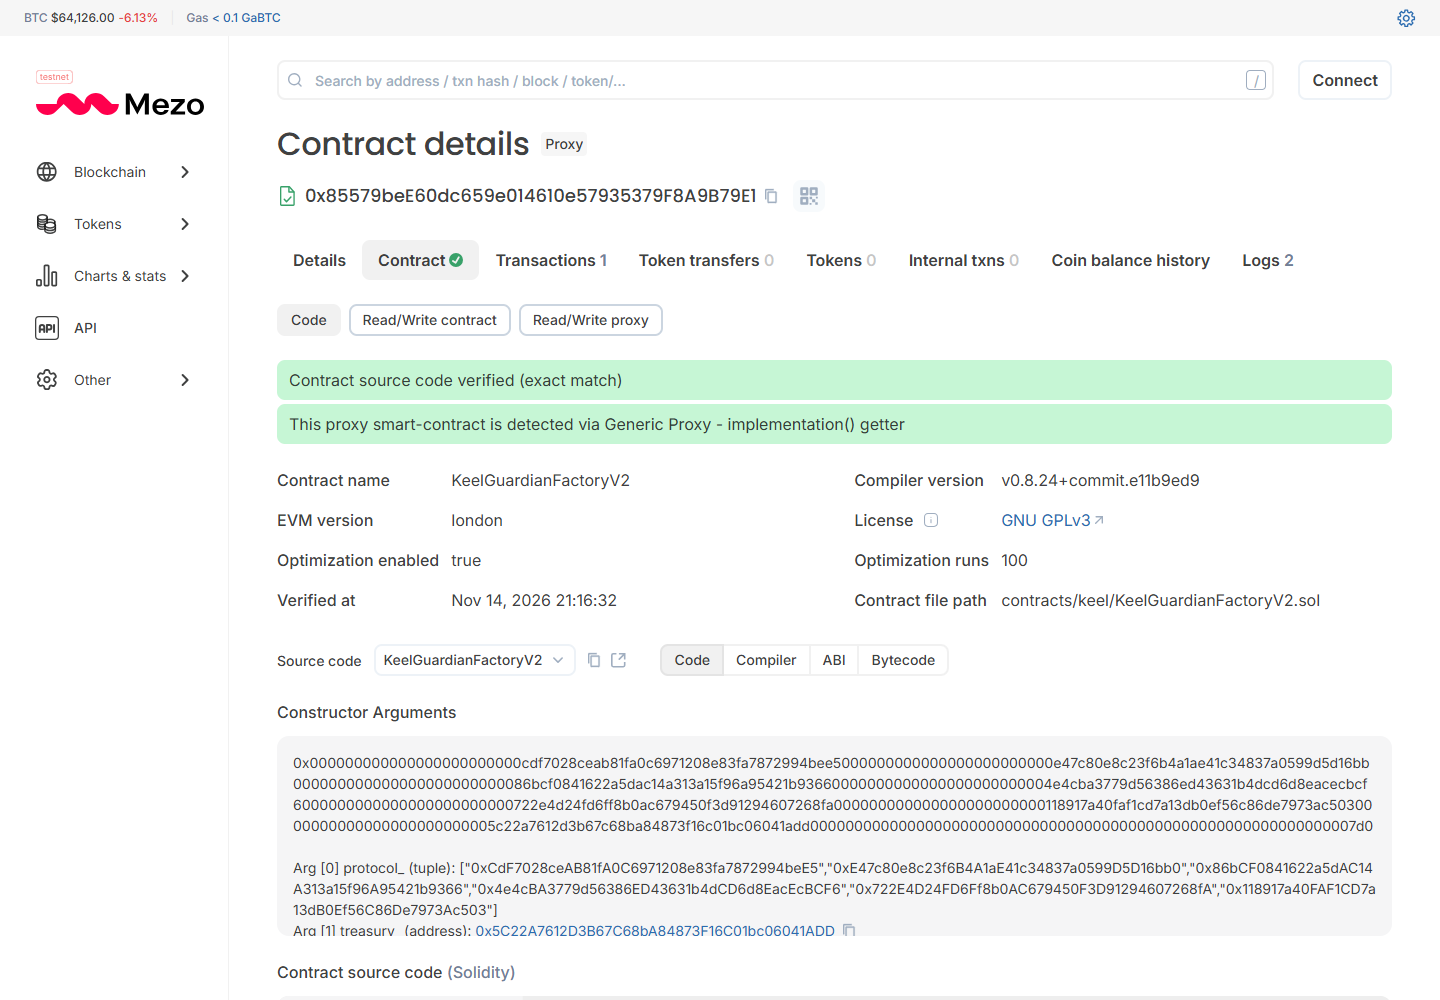 BTC $64,126.00 -6.13% Gas < 0.1 GaBTC
testnet
Mezo
Blockchain
Tokens
Charts & stats
API API
Other
Search by address / txn hash / block / token/... /
Connect
Contract details Proxy
0x85579beE60dc659e014610e57935379F8A9B79E1
Details Contract Transactions 1 Token transfers 0 Tokens 0 Internal txns 0 Coin balance history Logs 2
Code Read/Write contract Read/Write proxy
Contract source code verified (exact match)
This proxy smart-contract is detected via Generic Proxy - implementation() getter
Contract name KeelGuardianFactoryV2 Compiler version v0.8.24+commit.e11b9ed9
EVM version london License GNU GPLv3
Optimization enabled true Optimization runs 100
Verified at Nov 14, 2026 21:16:32 Contract file path contracts/keel/KeelGuardianFactoryV2.sol
Source code KeelGuardianFactoryV2 Code Compiler ABI Bytecode
Constructor Arguments
0x000000000000000000000000cdf7028ceab81fa0c6971208e83fa7872994bee5000000000000000000000000e47c80e8c23f6b4a1ae41c34837a0599d5d16bb
000000000000000000000000086bcf0841622a5dac14a313a15f96a95421b93660000000000000000000000004e4cba3779d56386ed43631b4dcd6d8eacecbcf
6000000000000000000000000722e4d24fd6ff8b0ac679450f3d91294607268fa000000000000000000000000118917a40faf1cd7a13db0ef56c86de7973ac50300
00000000000000000000005c22a7612d3b67c68ba84873f16c01bc06041add00000000000000000000000000000000000000000000000000000000000007d0
Arg [0] protocol_ (tuple): ["0xCdF7028ceAB81fA0C6971208e83fa7872994beE5","0xE47c80e8c23f6B4A1aE41c34837a0599D5D16bb0","0x86bCF0841622a5dAC14
A313a15f96A95421b9366","0x4e4cBA3779d56386ED43631b4dCD6d8EacEcBCF6","0x722E4D24FD6Ff8b0AC679450F3D91294607268fA","0x118917a40FAF1CD7a
13dB0Ef56C86De7973Ac503"]
Arg [1] treasury_ (address): 0x5C22A7612D3B67C68bA84873F16C01bc06041ADD
Contract source code (Solidity)